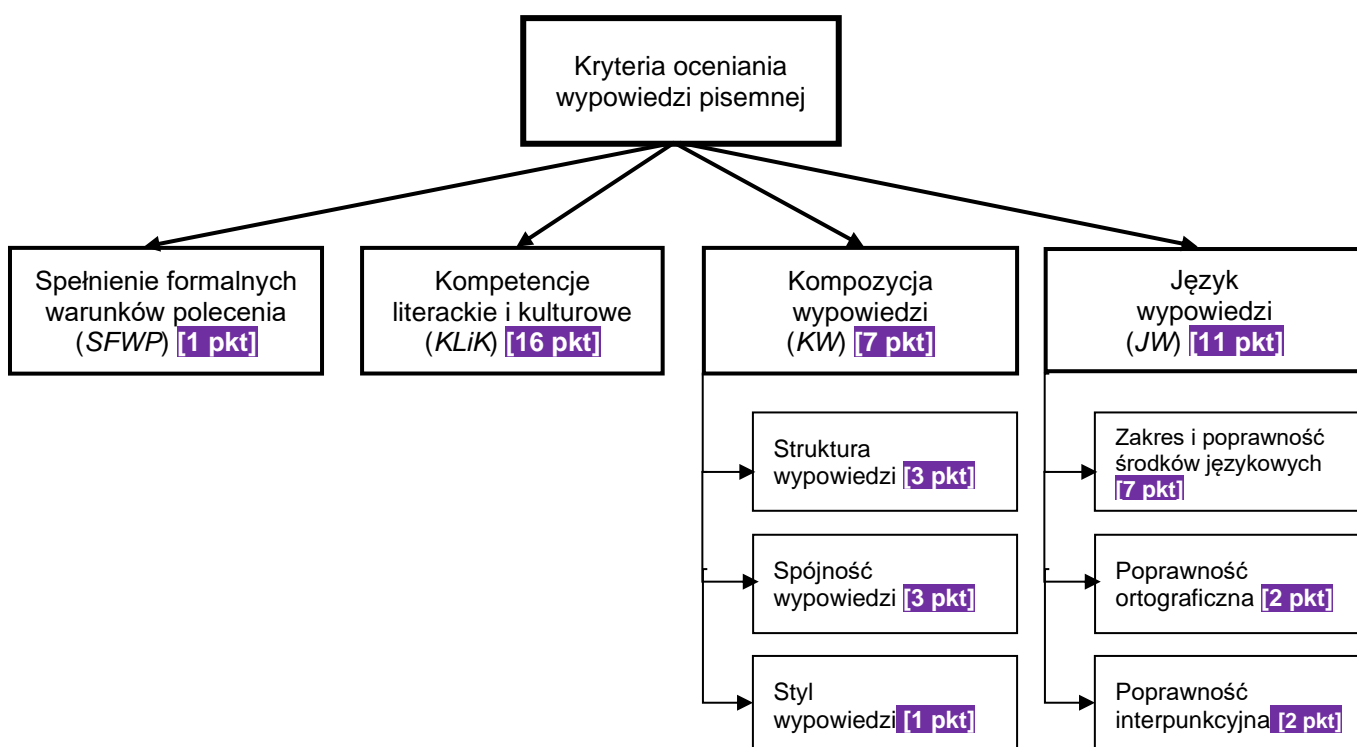 Kryteria oceniania
wypowiedzi pisemnej
Spełnienie formalnych
warunków polecenia
(SFWP) [1 pkt]
Kompetencje
literackie i kulturowe
(KLiK) [16 pkt]
Kompozycja
wypowiedzi
(KW) [7 pkt]
Język
wypowiedzi
(JW) [11 pkt]
Struktura
wypowiedzi [3 pkt]
Zakres i poprawność
środków językowych
[7 pkt]
Spójność
wypowiedzi [3 pkt]
Poprawność
ortograficzna [2 pkt]
Styl
wypowiedzi [1 pkt]
Poprawność
interpunkcyjna [2 pkt]